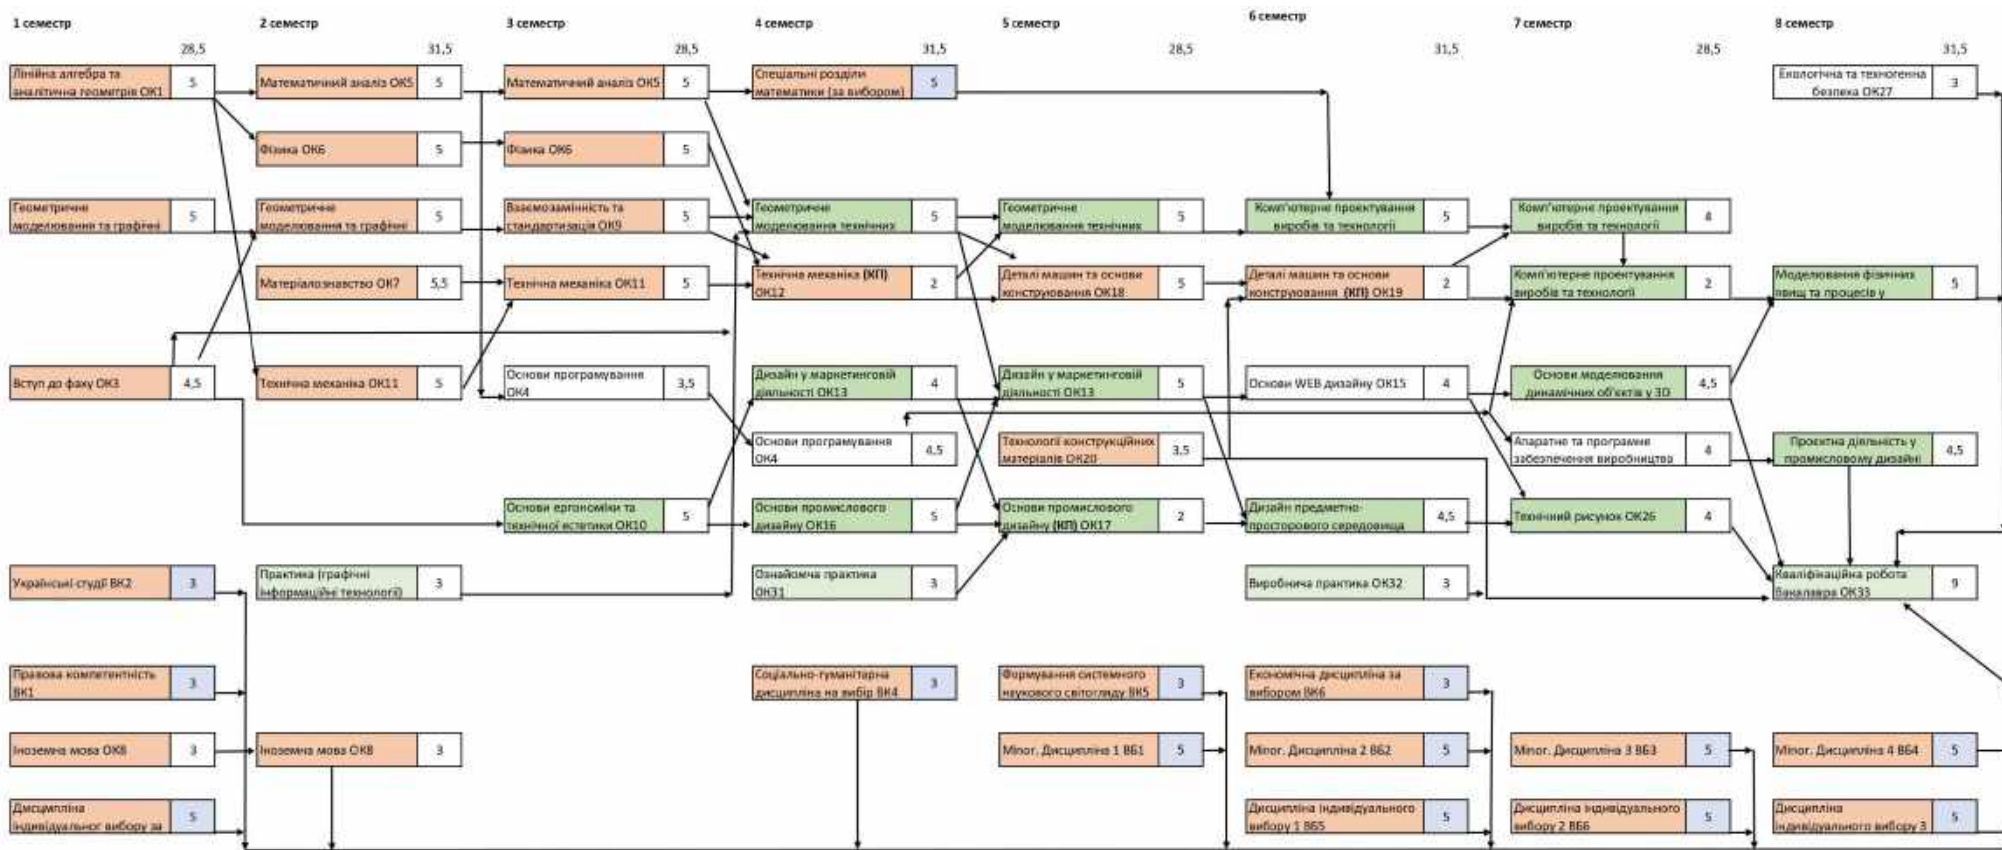 1 семестр
28,5
Лінійна алгебра та
аналітична геометрія ОК1
5
Геометричне
моделювання та графічні
5
Вступ до фаху ОК3
4,5
Українські студії ВК2
3
Правова компетентність
ВК1
3
Іноземна мова ОК8
3
Дисципліна
індивідуальног вибору за
5
2 семестр
31,5
Математичний аналіз ОК5
5
Фізика ОК6
5
Геометричне
моделювання та графічні
5
Матеріалознавство ОК7
5,5
Технічна механіка ОК11
5
Практика (графічні
інформаційні технології)
3
Іноземна мова ОК8
3
3 семестр
28,5
Математичний аналіз ОК5
5
Фізика ОК6
5
Взаємозамінність та
стандартизація ОК9
5
Технічна механіка ОК11
5
Основи програмування
ОК4
3,5
Основи ергономіки та
технічної естетики ОК10
5
4 семестр
31,5
Спеціальні розділи
математики (за вибором)
5
Геометричне
моделювання технічних
5
Технічна механіка (КП)
ОК12
2
Дизайн у маркетинговій
діяльності ОК13
4
Основи програмування
ОК4
4,5
Основи промислового
дизайну ОК16
5
Ознайомча практика
ОК31
3
Соціально-гуманітарна
дисципліна на вибір ВК4
3
5 семестр
28,5
Геометричне
моделювання технічних
5
Деталі машин та основи
конструювання ОК18
5
Дизайн у маркетинговій
діяльності ОК13
5
Технології конструкційних
матеріалів ОК20
3,5
Основи промислового
дизайну (КП) ОК17
2
Формування системного
наукового світогляду ВК5
3
Minor. Дисципліна 1 ВБ1
5
6 семестр
31,5
Комп'ютерне проектування
виробів та технології
5
Деталі машин та основи
конструювання (КП) ОК19
2
Основи WEB дизайну ОК15
4
Дизайн предметно-
просторового середовища
4,5
Виробнича практика ОК32
3
Економічна дисципліна за
вибором ВК6
3
Minor. Дисципліна 2 ВБ2
5
Дисципліна індивідуального
вибору 1 ВБ5
5
7 семестр
28,5
Комп'ютерне проектування
виробів та технології
4
Комп'ютерне проектування
виробів та технології
2
Основи моделювання
динамічних об'єктів у 3D
4,5
Апаратне та програмне
забезпечення виробництва
4
Технічний рисунок ОК26
4
Minor. Дисципліна 3 ВБ3
5
Дисципліна індивідуального
вибору 2 ВБ6
5
8 семестр
31,5
Екологічна та техногенна
безпека ОК27
3
Моделювання фізичних
явищ та процесів у
5
Проєктна діяльність у
промисловому дизайні
4,5
Кваліфікаційна робота
бакалавра ОК33
9
Minor. Дисципліна 4 ВБ4
5
Дисципліна
індивідуального вибору 3
5